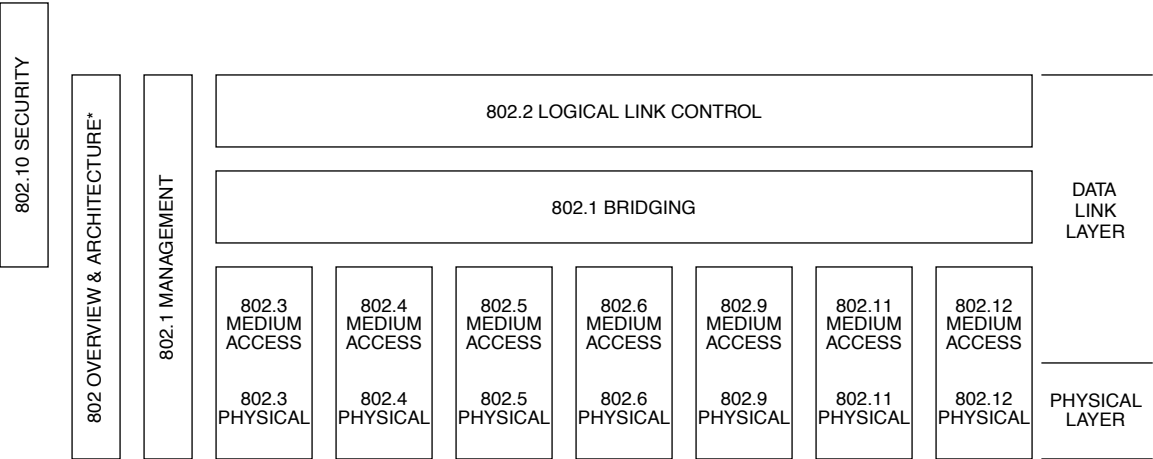 802.10 SECURITY
802 OVERVIEW & ARCHITECTURE*
802.1 MANAGEMENT
802.2 LOGICAL LINK CONTROL
802.1 BRIDGING
802.3
MEDIUM
ACCESS
802.3
PHYSICAL
802.4
MEDIUM
ACCESS
802.4
PHYSICAL
802.5
MEDIUM
ACCESS
802.5
PHYSICAL
802.6
MEDIUM
ACCESS
802.6
PHYSICAL
802.9
MEDIUM
ACCESS
802.9
PHYSICAL
802.11
MEDIUM
ACCESS
802.11
PHYSICAL
802.12
MEDIUM
ACCESS
802.12
PHYSICAL
DATA
LINK
LAYER
PHYSICAL
LAYER